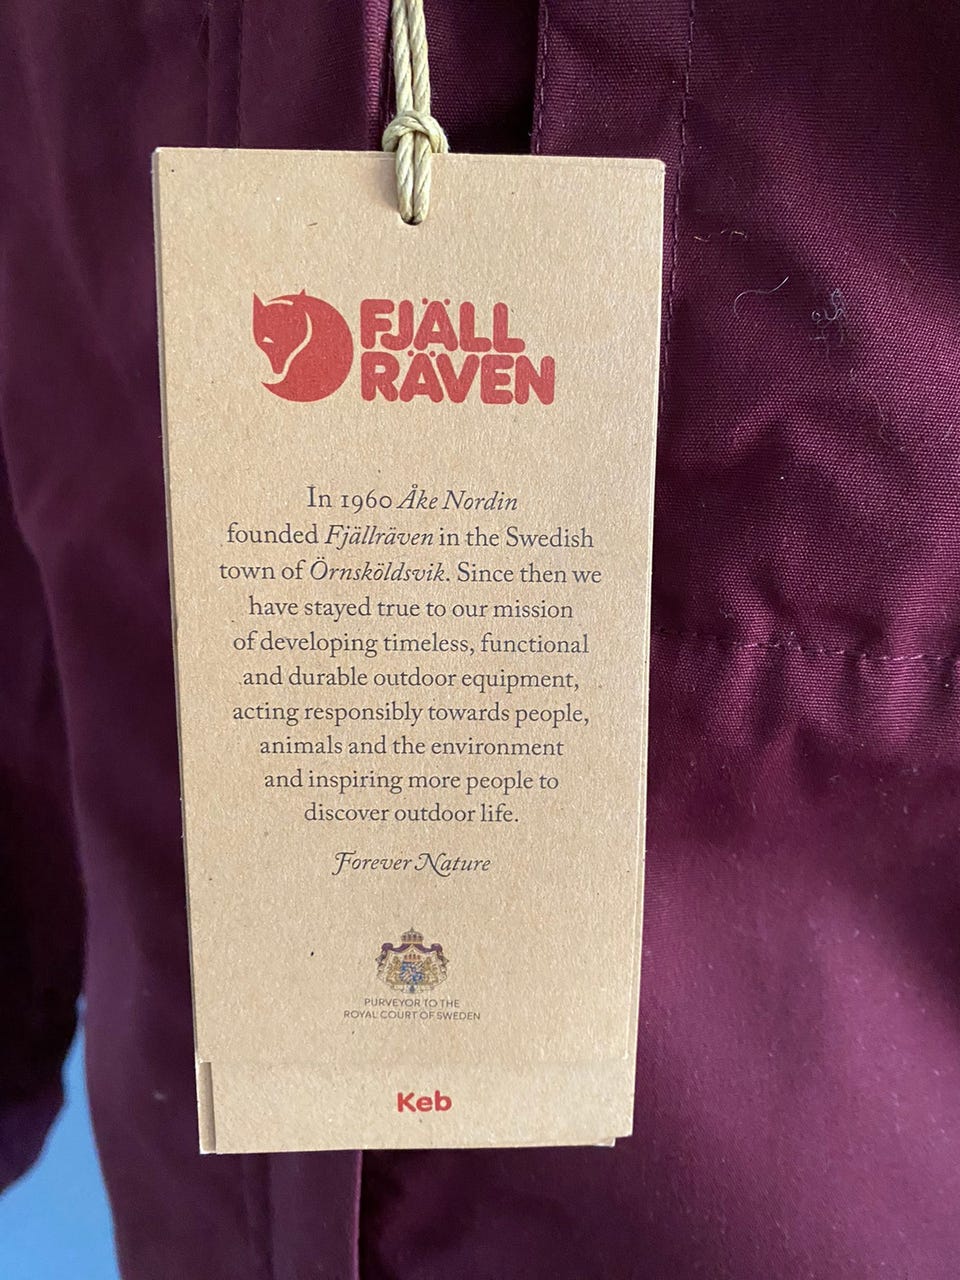 FJÄLL
RÄVEN
In 1960 Åke Nordin
founded Fjällräven in the Swedish
town of Örnsköldsvik. Since then we
have stayed true to our mission
of developing timeless, functional
and durable outdoor equipment,
acting responsibly towards people,
animals and the environment
and inspiring more people to
discover outdoor life.
Forever Nature
PURVEYOR TO THE
ROYAL COURT OF SWEDEN
Keb